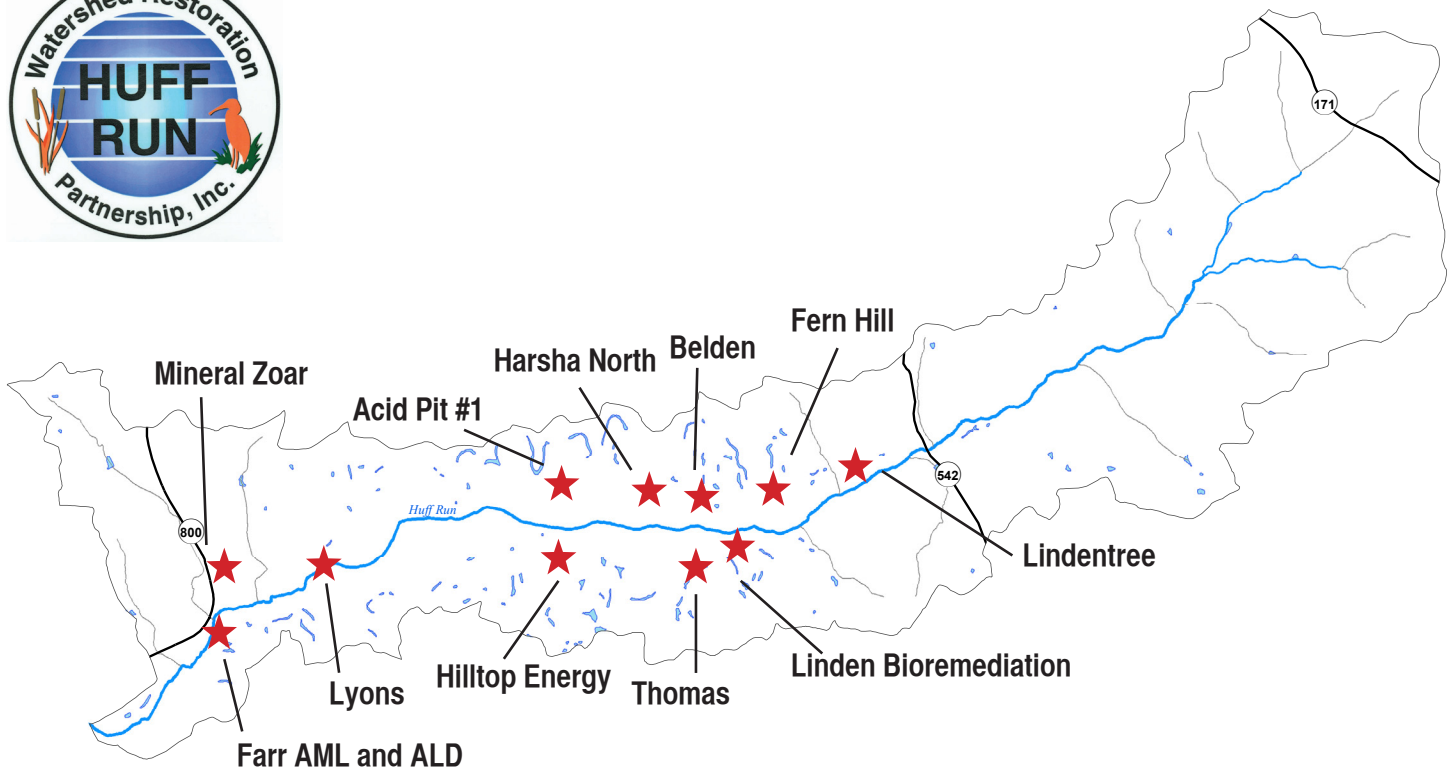 Watershed Restoration
HUFF
RUN
Partnership, Inc.
171
Fern Hill
Belden
Harsha North
Mineral Zoar
Acid Pit #1
542
Huff Run
800
Lindentree
Linden Bioremediation
Hilltop Energy
Thomas
Lyons
Farr AML and ALD